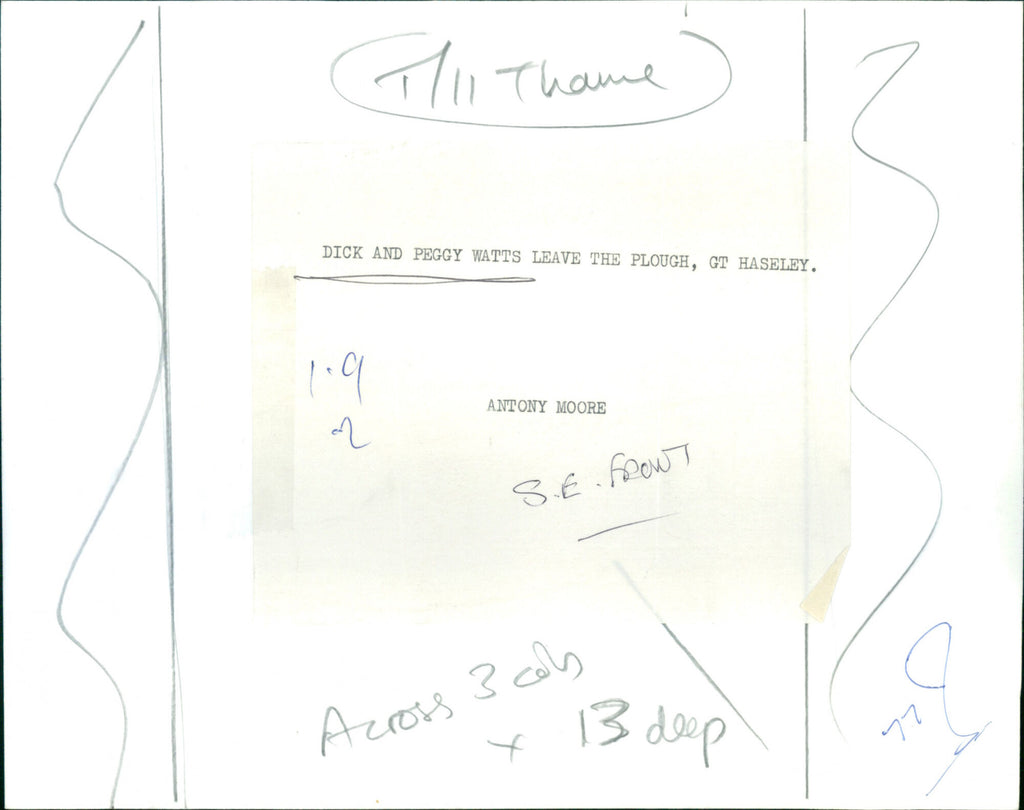 T/11 Thame
DICK AND PEGGY WATTS LEAVE THE PLOUGH, GT HASELEY.
1.9
2
ANTONY MOORE
S.E. FRONT
Across 3 cols
x 13 deep